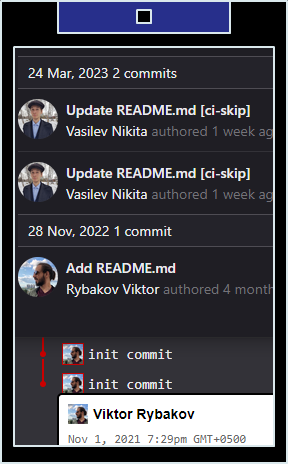 24 Mar, 2023 2 commits
Update README.md [ci-skip]
Vasilev Nikita authored 1 week ag
Update README.md [ci-skip]
Vasilev Nikita authored 1 week ag
28 Nov, 2022 1 commit
Add README.md
Rybakov Viktor authored 4 month
init commit
init commit
Viktor Rybakov
Nov 1, 2021 7:29pm GMT+0500